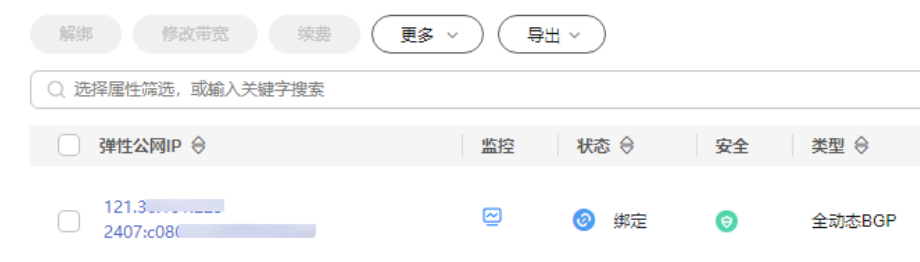 解绑 修改带宽 续费 更多 导出
选择属性筛选，或输入关键字搜索
弹性公网IP 监控 状态 安全 类型
121.3
2407:c080 绑定 全动态BGP